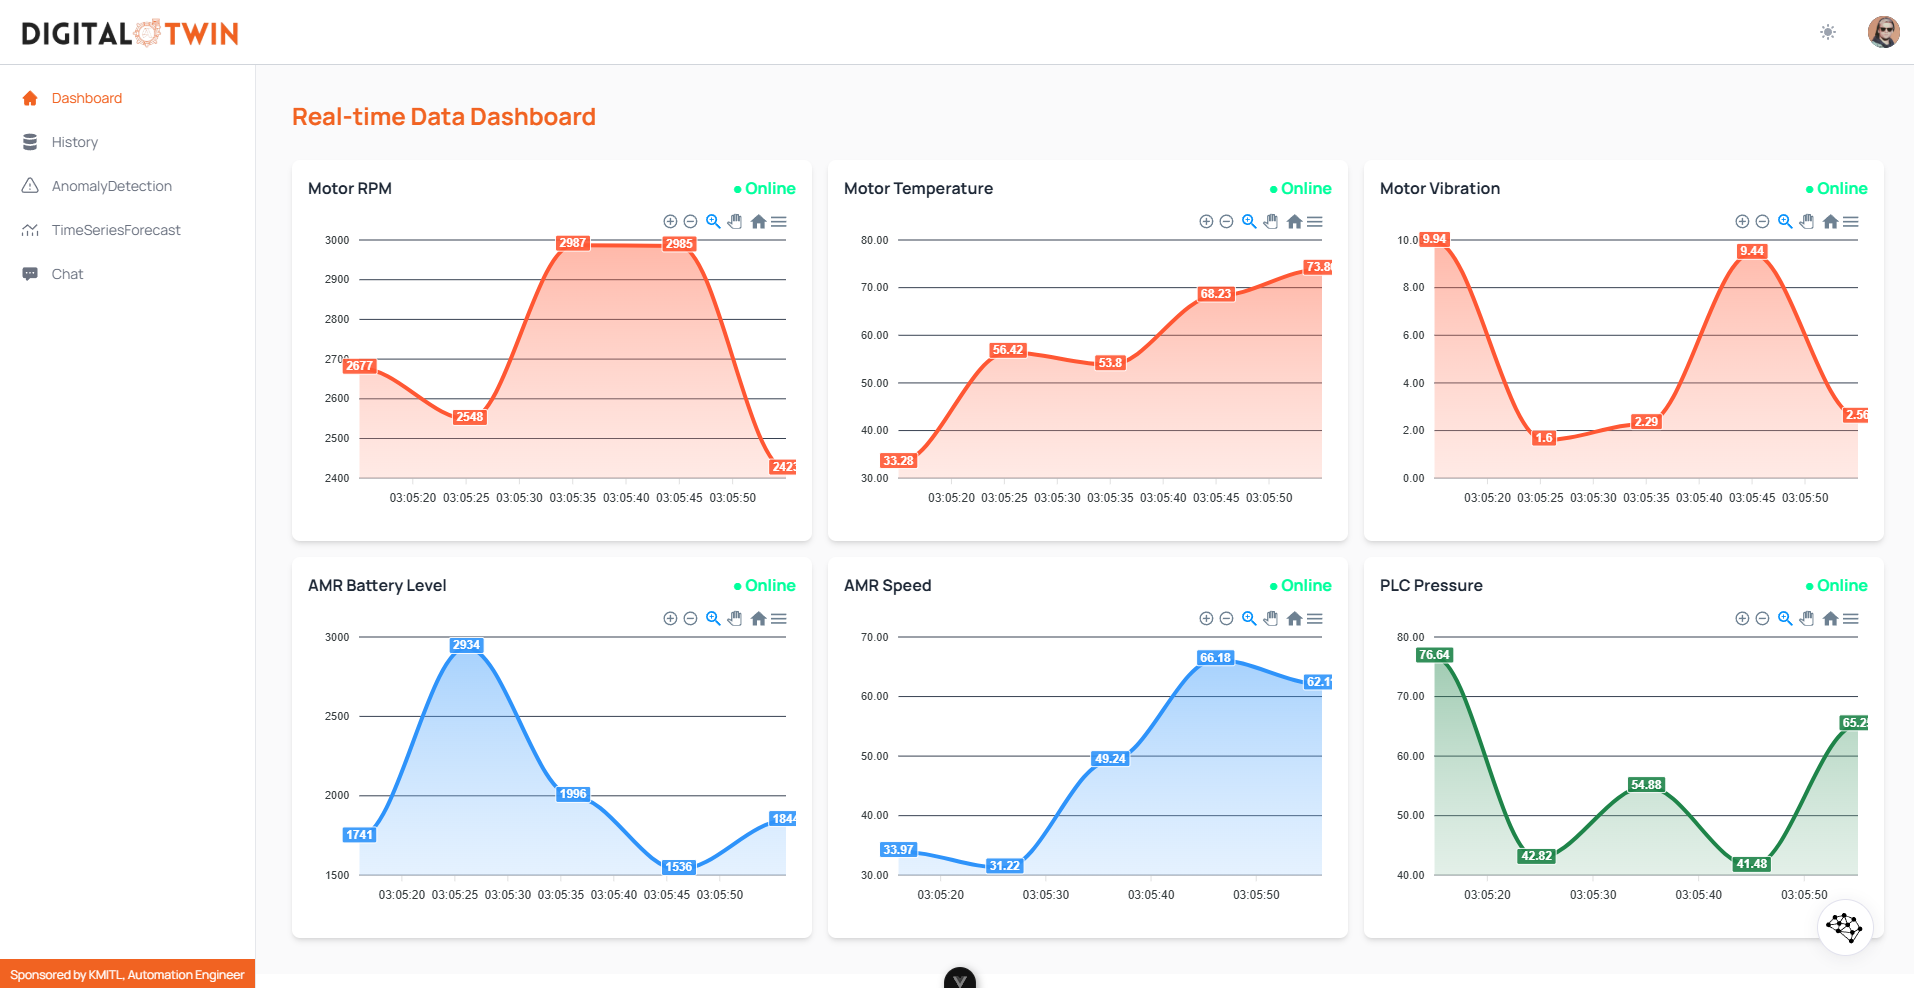 DIGITAL TWIN
Dashboard
History
AnomalyDetection
TimeSeriesForecast
Chat
Sponsored by KMITL, Automation Engineer
Real-time Data Dashboard
Motor RPM
Online
3000
2900
2800
2700
2600
2500
2400
2677
2548
2987
2985
2423
03:05:20 03:05:25 03:05:30 03:05:35 03:05:40 03:05:45 03:05:50
Motor Temperature
Online
80.00
70.00
60.00
50.00
40.00
30.00
33.28
56.42
53.8
68.23
73.8
03:05:20 03:05:25 03:05:30 03:05:35 03:05:40 03:05:45 03:05:50
Motor Vibration
Online
10.0
8.00
6.00
4.00
2.00
0.00
9.94
1.6
2.29
9.44
2.56
03:05:20 03:05:25 03:05:30 03:05:35 03:05:40 03:05:45 03:05:50
AMR Battery Level
Online
3000
2500
2000
1500
1741
2934
1996
1536
1844
03:05:20 03:05:25 03:05:30 03:05:35 03:05:40 03:05:45 03:05:50
AMR Speed
Online
70.00
60.00
50.00
40.00
30.00
33.97
31.22
49.24
66.18
62.1
03:05:20 03:05:30 03:05:40 03:05:50
PLC Pressure
Online
80.00
70.00
60.00
50.00
40.00
76.64
42.82
54.88
41.48
65.2
03:05:20 03:05:30 03:05:40 03:05:50